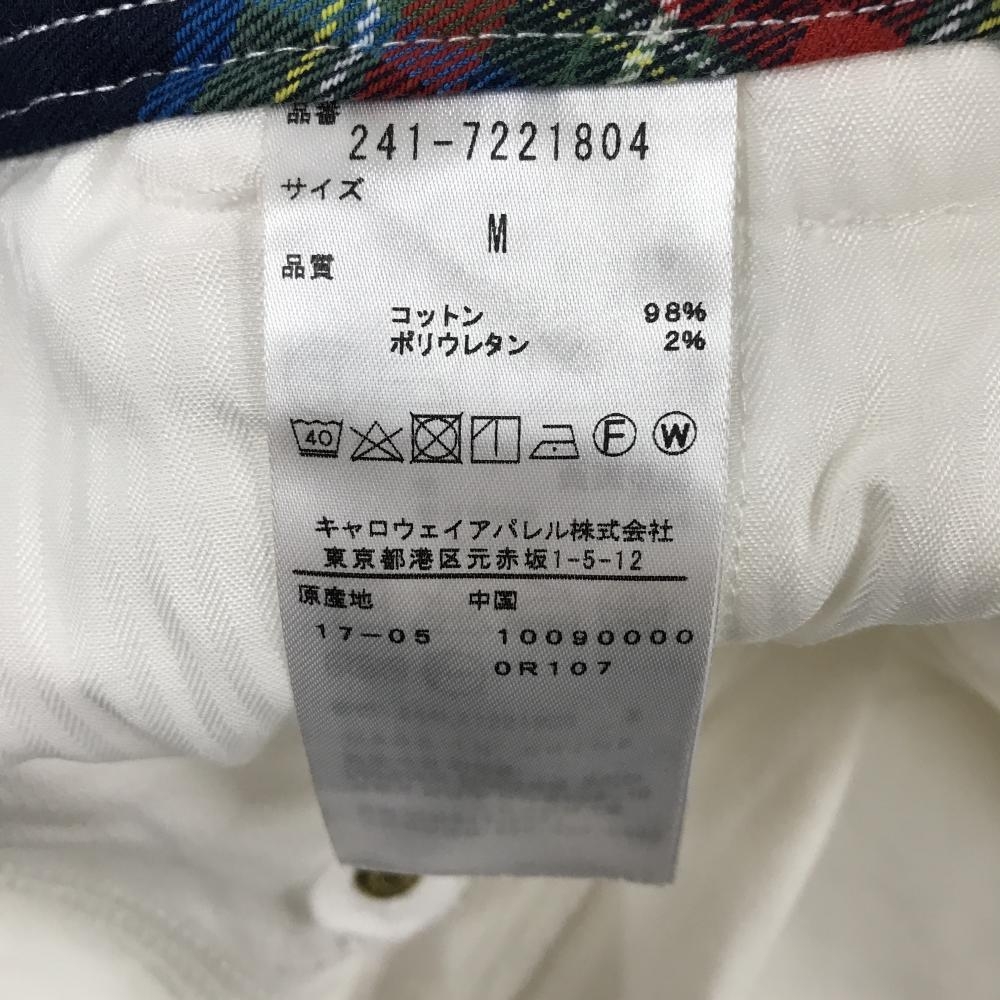 品番
241-7221804
サイズ
M
品質
コットン 98%
ポリウレタン 2%
40 F W
キャロウェイアパレル株式会社
東京都港区元赤坂1-5-12
原産地 中国
17-05 10090000
0R107